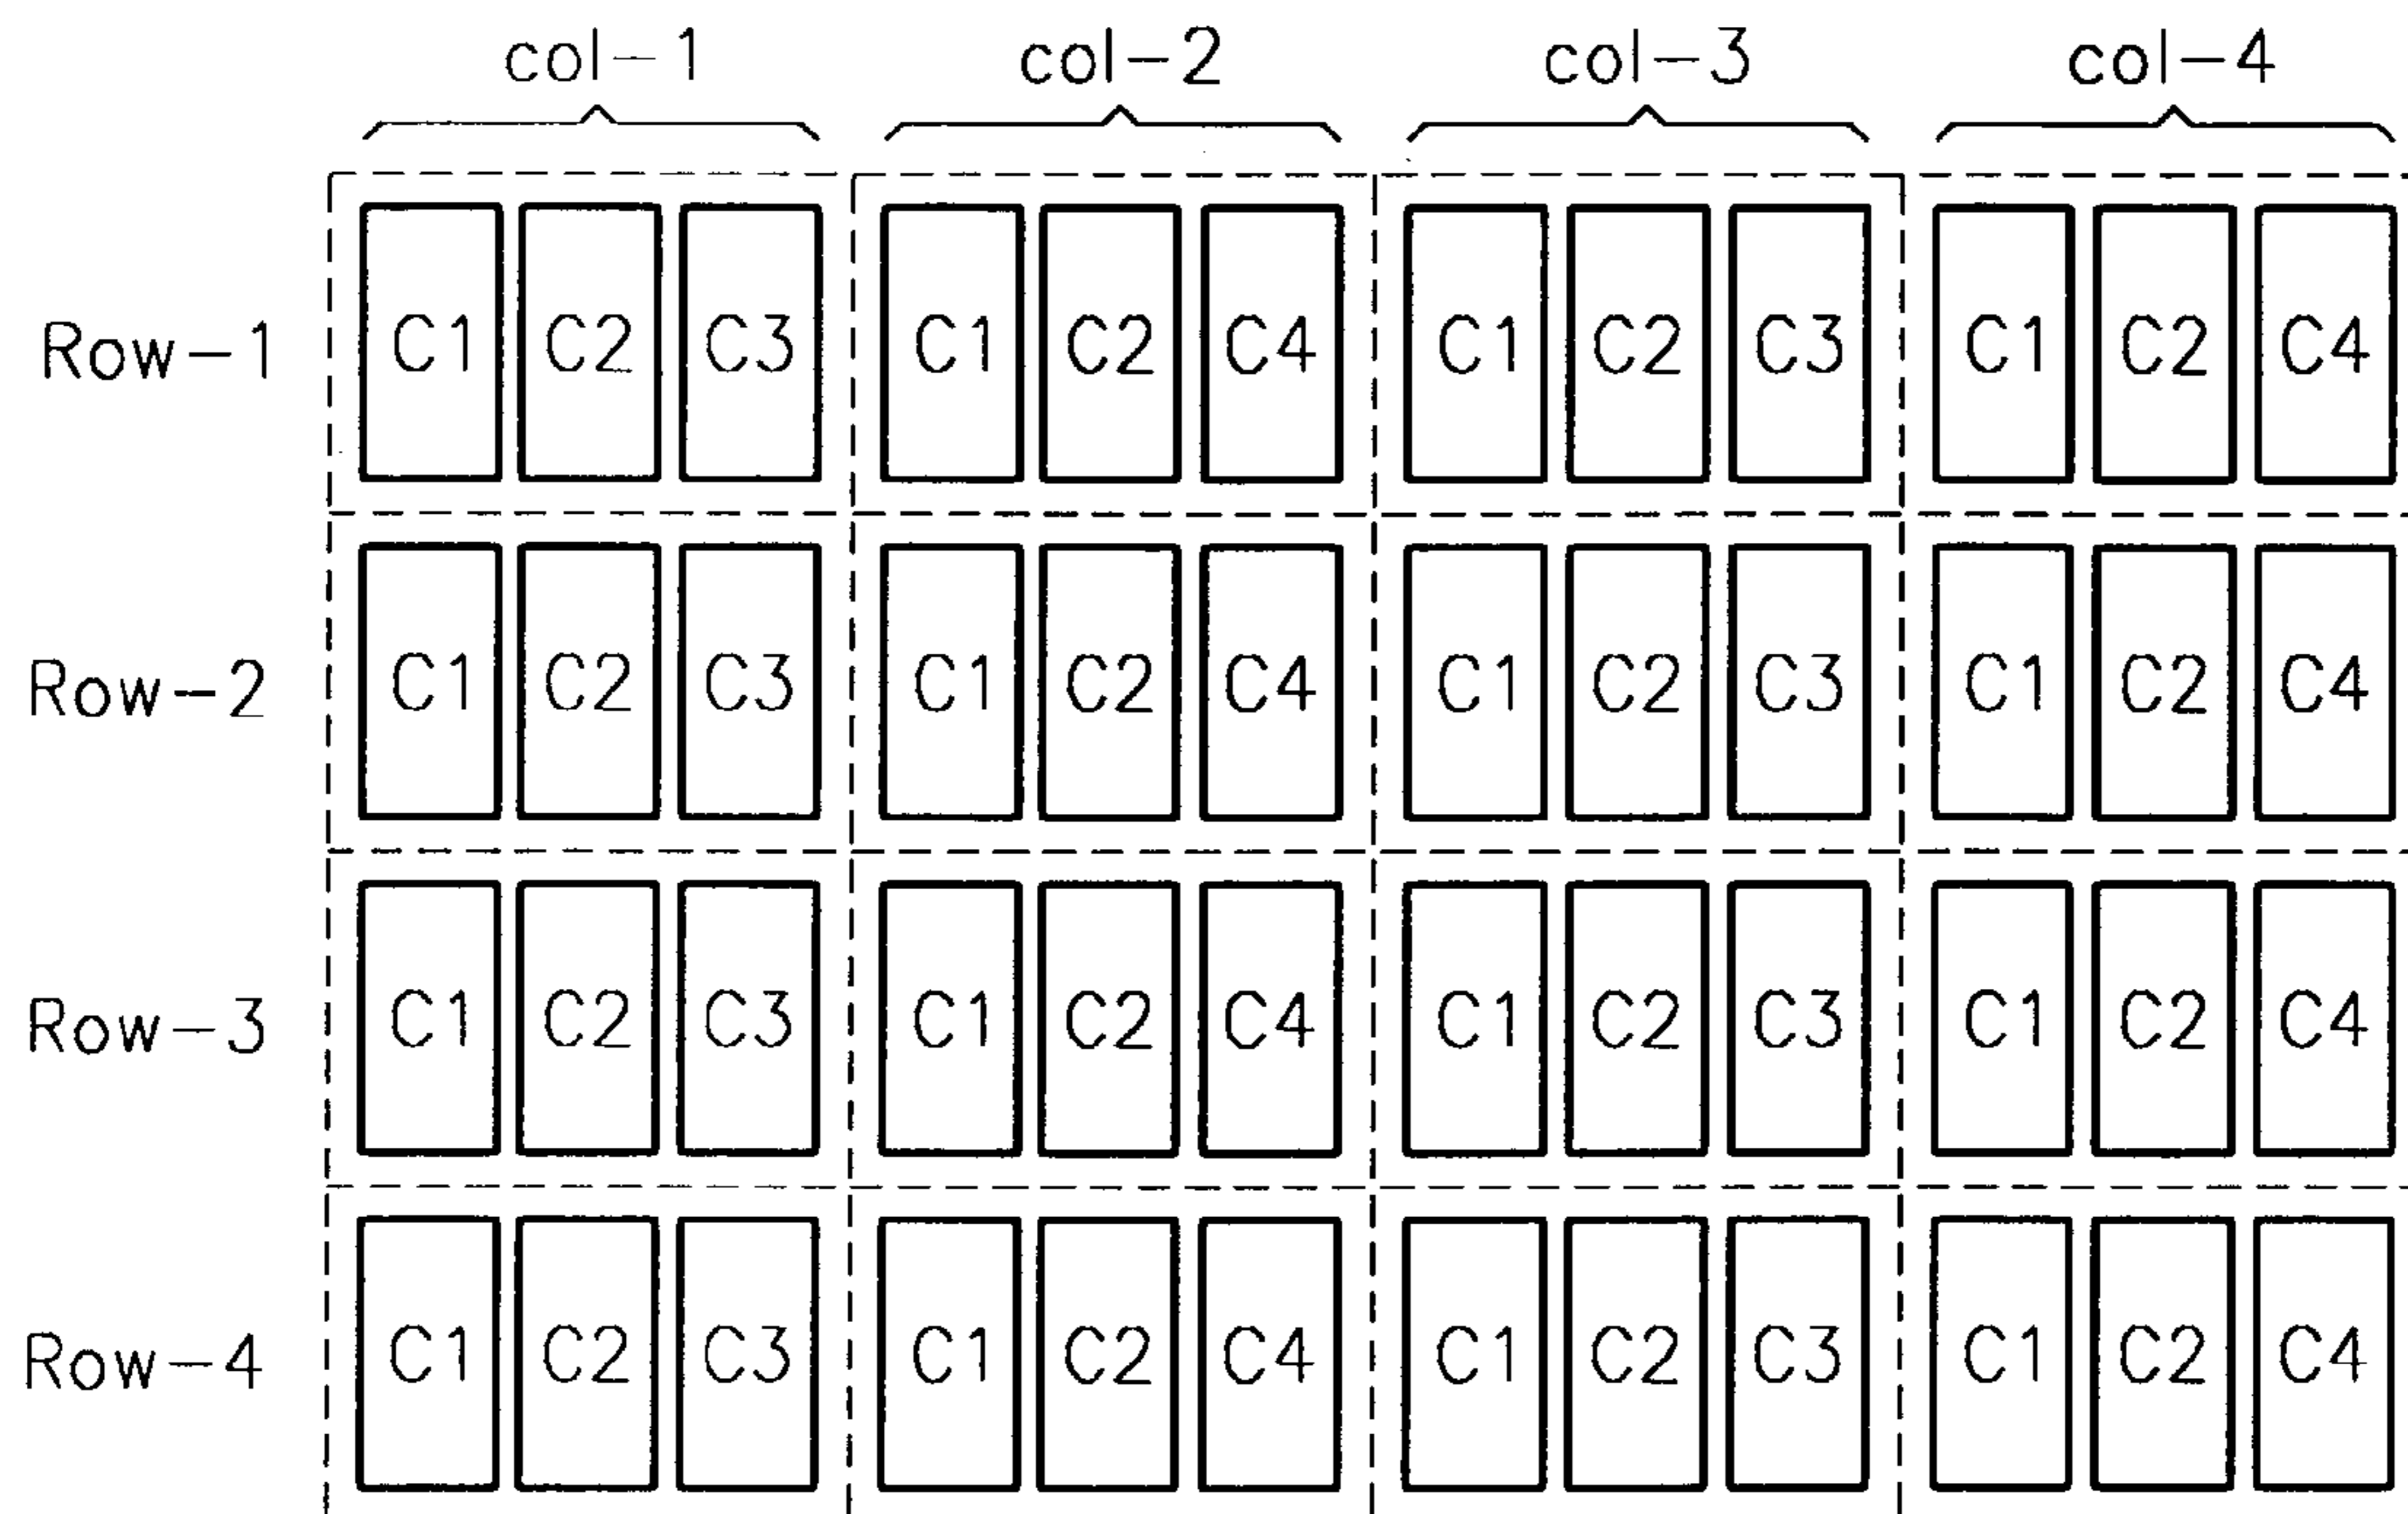 col-1 col-2 col-3 col-4
Row-1 C1 C2 C3 C1 C2 C4 C1 C2 C3 C1 C2 C4
Row-2 C1 C2 C3 C1 C2 C4 C1 C2 C3 C1 C2 C4
Row-3 C1 C2 C3 C1 C2 C4 C1 C2 C3 C1 C2 C4
Row-4 C1 C2 C3 C1 C2 C4 C1 C2 C3 C1 C2 C4